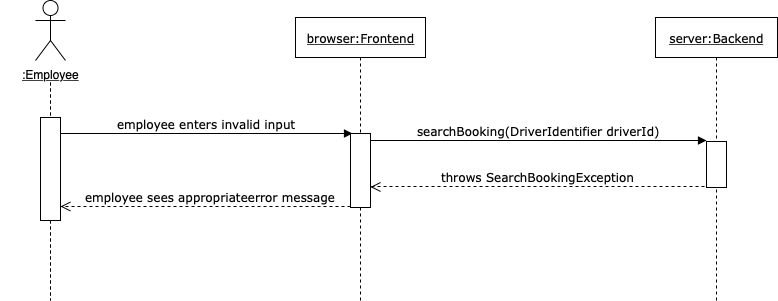 browser:Frontend
server:Backend
:Employee
employee enters invalid input
searchBooking(DriverIdentifier driverId)
throws SearchBookingException
employee sees appropriateerror message